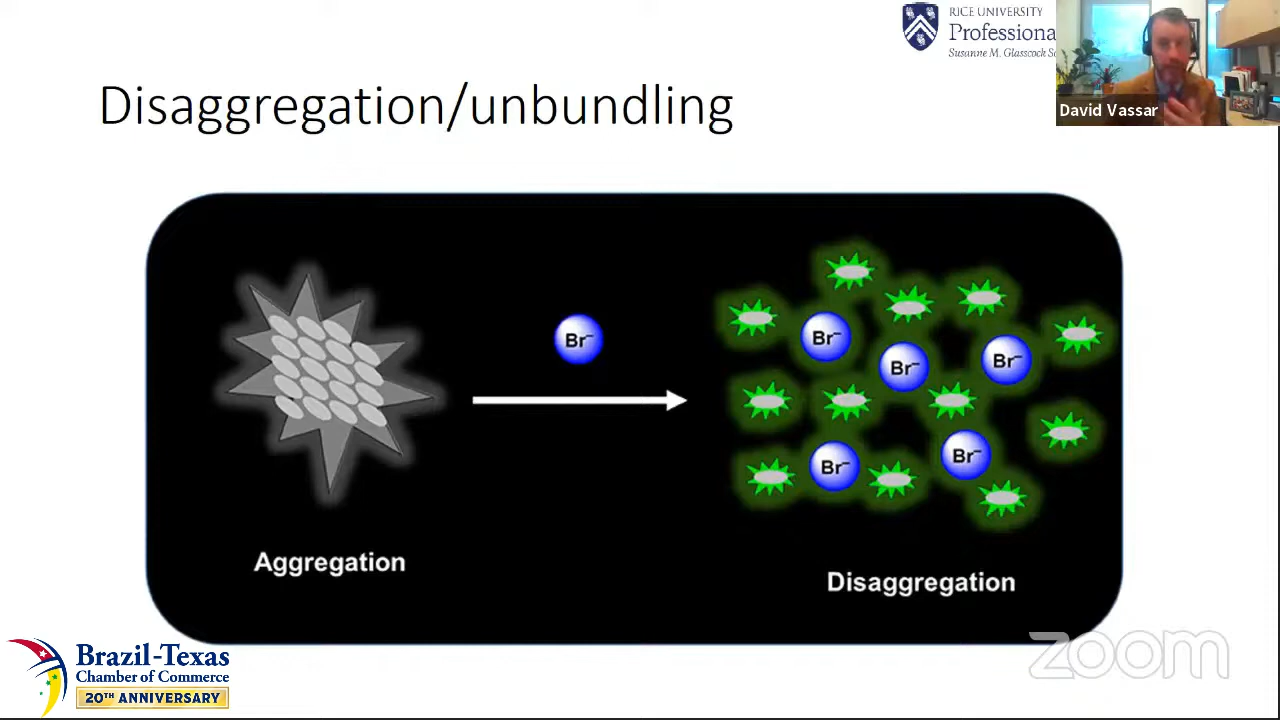 RICE UNIVERSITY
Professiona
Susanne M. Glasscock Sc
David Vassar
Disaggregation/unbundling
Br⁻
Br⁻
Br⁻
Br⁻
Br⁻
Br⁻
Aggregation
Disaggregation
Brazil-Texas
Chamber of Commerce
20TH ANNIVERSARY
zoom